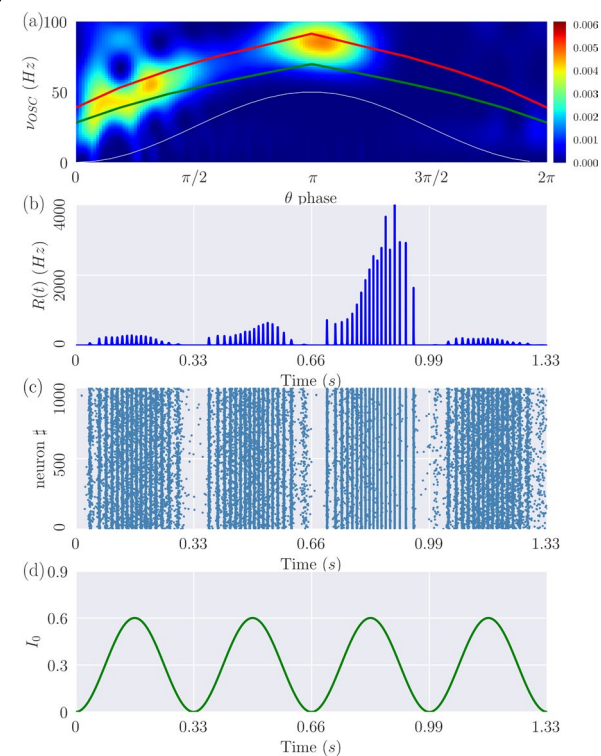 (a) 100
50
0
ν_OSC (Hz)
0 π/2 π 3π/2 2π
θ phase
0.006
0.005
0.004
0.003
0.002
0.001
0.000
(b)
4000
2000
0
R(t) (Hz)
0 0.33 0.66 0.99 1.33
Time (s)
(c)
1000
500
0
neuron ♯
0 0.33 0.66 0.99 1.33
Time (s)
(d) 0.9
0.6
0.3
0
I₀
0 0.33 0.66 0.99 1.33
Time (s)